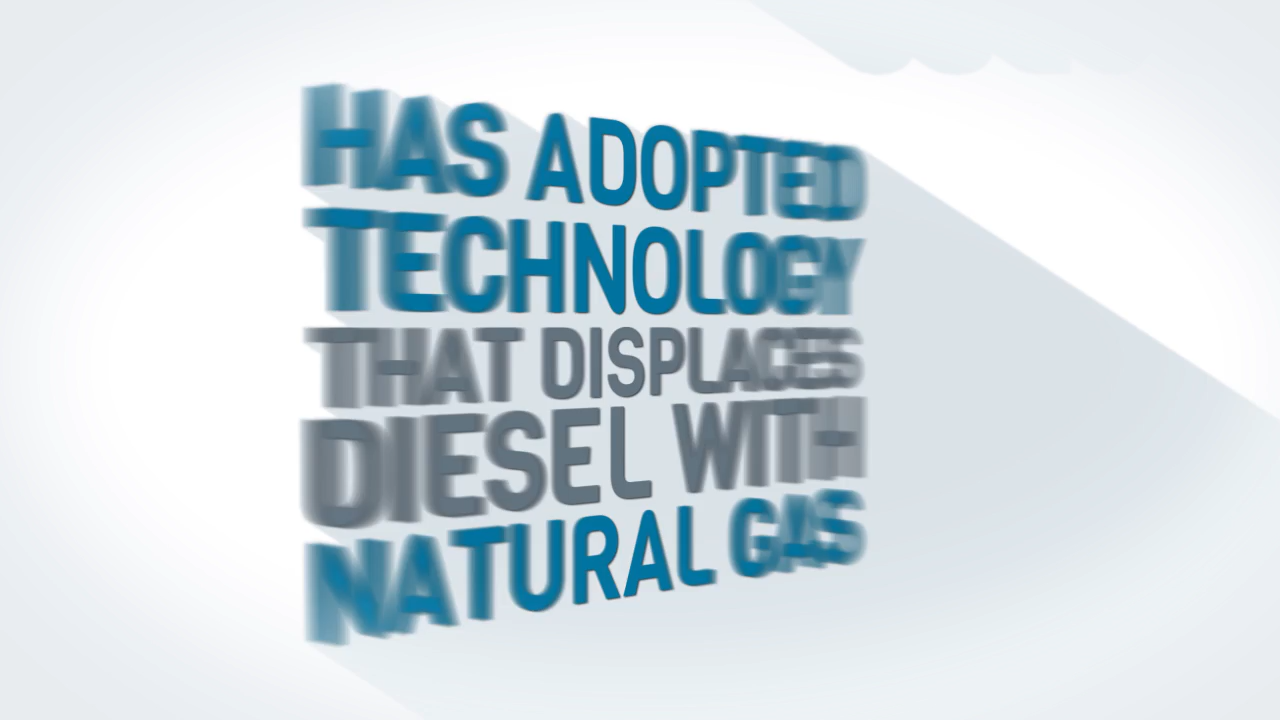 HAS ADOPTED
TECHNOLOGY
THAT DISPLACES
DIESEL WITH
NATURAL GAS